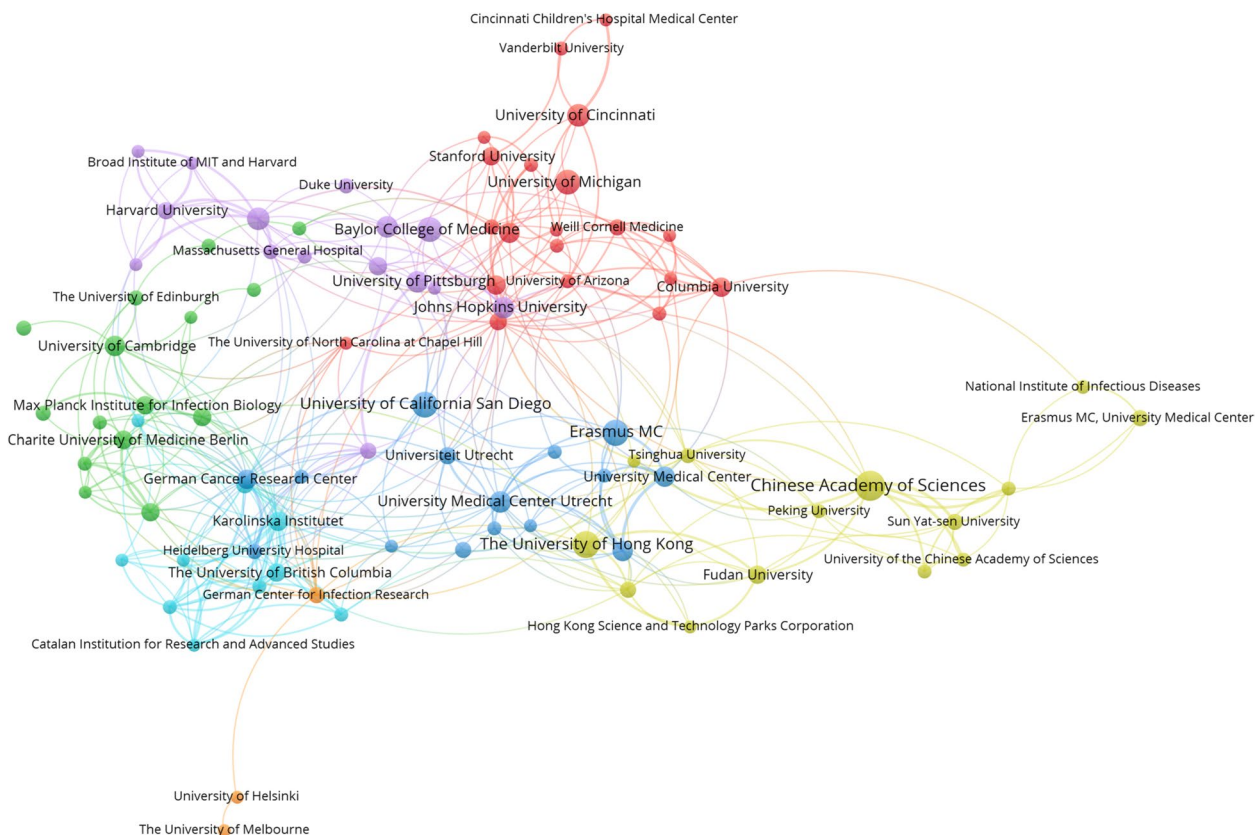 Cincinnati Children's Hospital Medical Center
Vanderbilt University
University of Cincinnati
Stanford University
Broad Institute of MIT and Harvard
University of Michigan
Duke University
Harvard University
Weill Cornell Medicine
Baylor College of Medicine
Massachusetts General Hospital
University of Pittsburgh
University of Arizona
Columbia University
The University of Edinburgh
Johns Hopkins University
The University of North Carolina at Chapel Hill
University of Cambridge
National Institute of Infectious Diseases
University of California San Diego
Max Planck Institute for Infection Biology
Erasmus MC, University Medical Center
Erasmus MC
Charite University of Medicine Berlin
Universiteit Utrecht
Tsinghua University
German Cancer Research Center
University Medical Center
Chinese Academy of Sciences
University Medical Center Utrecht
Peking University
Karolinska Institutet
Sun Yat-sen University
The University of Hong Kong
Heidelberg University Hospital
University of the Chinese Academy of Sciences
The University of British Columbia
Fudan University
German Center for Infection Research
Hong Kong Science and Technology Parks Corporation
Catalan Institution for Research and Advanced Studies
University of Helsinki
The University of Melbourne